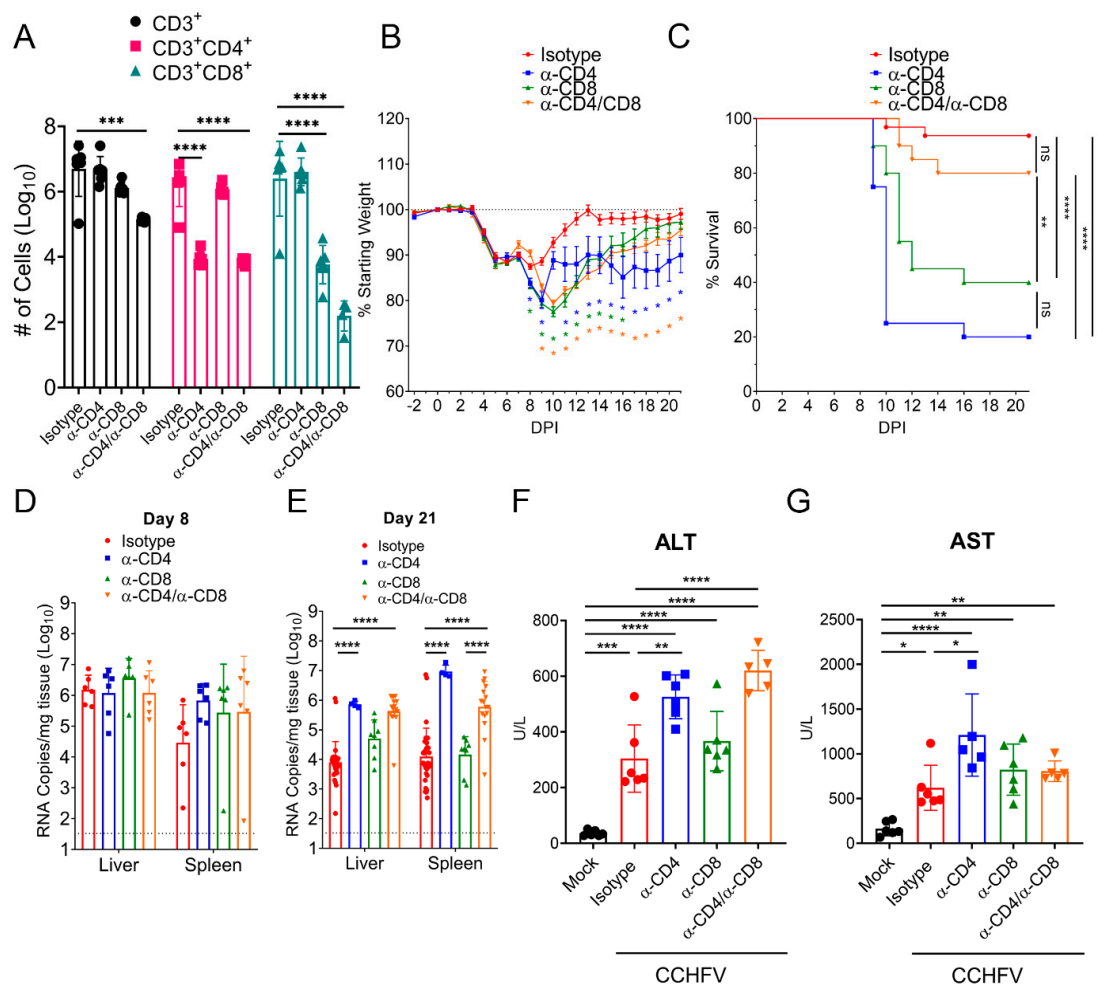 A
CD3+
CD3+CD4+
CD3+CD8+
# of Cells (Log10)
8
6
4
2
0
***
****
****
****
****
Isotype
α-CD4
α-CD8
α-CD4/α-CD8
Isotype
α-CD4
α-CD8
α-CD4/α-CD8
Isotype
α-CD4
α-CD8
α-CD4/α-CD8
B
Isotype
α-CD4
α-CD8
α-CD4/CD8
% Starting Weight
120
110
100
90
80
70
60
-2 0 2 4 6 8 10 12 14 16 18 20
DPI
C
Isotype
α-CD4
α-CD8
α-CD4/α-CD8
% Survival
100
80
60
40
20
0
0 2 4 6 8 10 12 14 16 18 20
DPI
ns
**
ns
****
****
D
Day 8
Isotype
α-CD4
α-CD8
α-CD4/α-CD8
RNA Copies/mg tissue (Log10)
9
8
7
6
5
4
3
2
1
Liver Spleen
E
Day 21
Isotype
α-CD4
α-CD8
α-CD4/α-CD8
RNA Copies/mg tissue (Log10)
9
8
7
6
5
4
3
2
1
****
****
****
**** ****
Liver Spleen
F
ALT
U/L
800
600
400
200
0
****
****
****
****
*** **
Mock
Isotype
α-CD4
α-CD8
α-CD4/α-CD8
CCHFV
G
AST
U/L
2500
2000
1500
1000
500
0
**
**
****
* *
Mock
Isotype
α-CD4
α-CD8
α-CD4/α-CD8
CCHFV